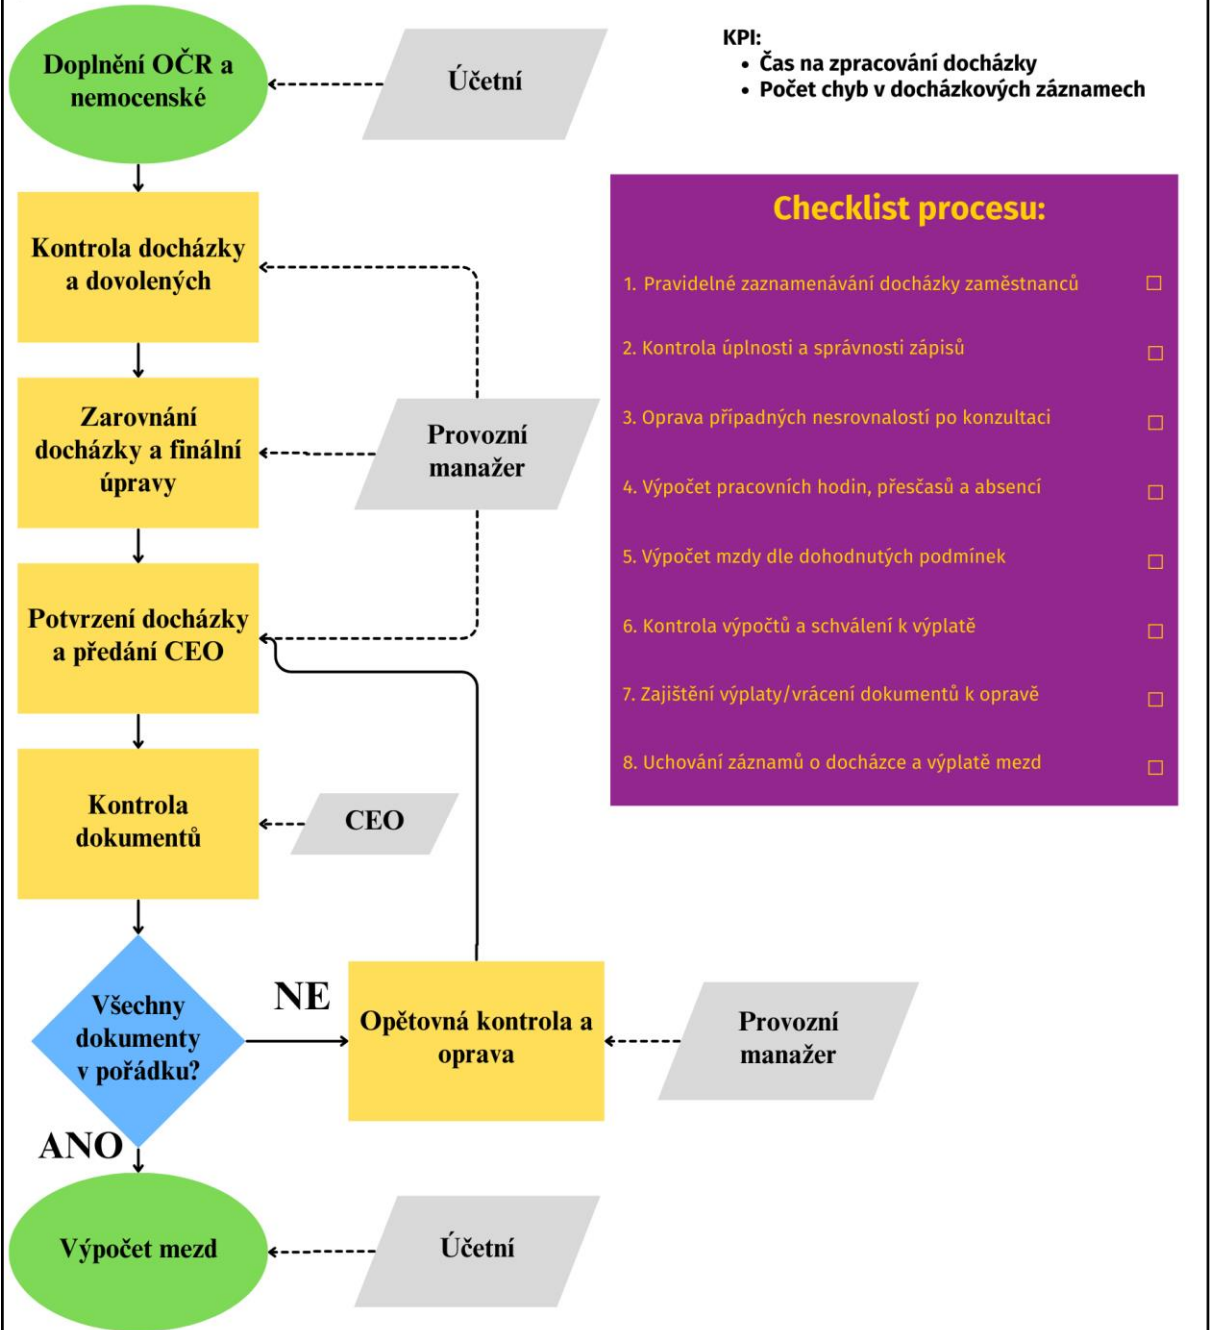 Doplnění OČR a
nemocenské
Účetní
KPI:
• Čas na zpracování docházky
• Počet chyb v docházkových záznamech
Kontrola docházky
a dovolených
Zarovnání
docházky a finální
úpravy
Provozní
manažer
Potvrzení docházky
a předání CEO
Kontrola
dokumentů
CEO
Všechny
dokumenty
v pořádku?
NE
Opětovná kontrola a
oprava
Provozní
manažer
ANO
Výpočet mezd
Účetní
Checklist procesu:
1. Pravidelné zaznamenávání docházky zaměstnanců
2. Kontrola úplnosti a správnosti zápisů
3. Oprava případných nesrovnalostí po konzultaci
4. Výpočet pracovních hodin, přesčasů a absencí
5. Výpočet mzdy dle dohodnutých podmínek
6. Kontrola výpočtů a schválení k výplatě
7. Zajištění výplaty/vrácení dokumentů k opravě
8. Uchování záznamů o docházce a výplatě mezd